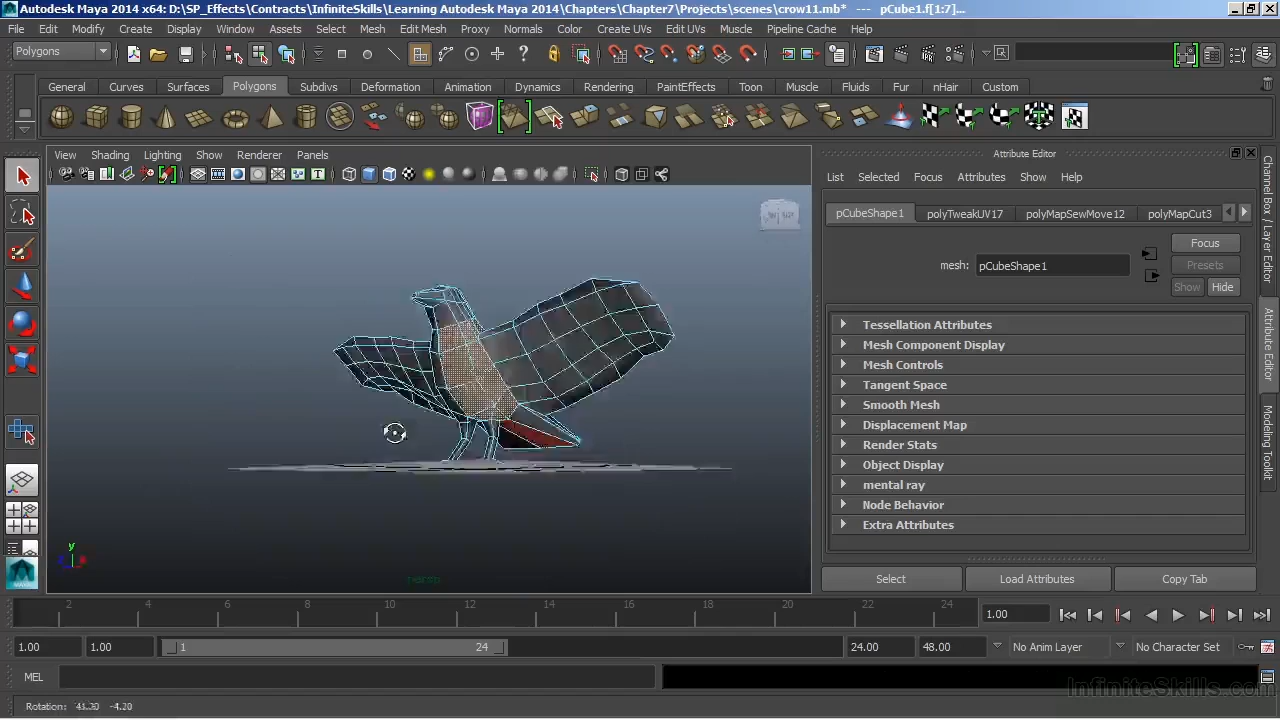 Autodesk Maya 2014 x64: D:\SP_Effects\Contracts\InfiniteSkills\Learning Autodesk Maya 2014\Chapters\Chapter7\Projects\scenes\crow11.mb* --- pCube1.f[1:7]...
File Edit Modify Create Display Window Assets Select Mesh Edit Mesh Proxy Normals Color Create UVs Edit UVs Muscle Pipeline Cache Help
Polygons
General Curves Surfaces Polygons Subdivs Deformation Animation Dynamics Rendering PaintEffects Toon Muscle Fluids Fur nHair Custom
View Shading Lighting Show Renderer Panels
Attribute Editor
List Selected Focus Attributes Show Help
pCubeShape1 polyTweakUV17 polyMapSewMove12 polyMapCut3
Focus
mesh: pCubeShape1
Presets
Show Hide
Tessellation Attributes
Mesh Component Display
Mesh Controls
Tangent Space
Smooth Mesh
Displacement Map
Render Stats
Object Display
mental ray
Node Behavior
Extra Attributes
Select Load Attributes Copy Tab
Channel Box / Layer Editor
Attribute Editor
Modeling Toolkit
y
persp
2 4 6 8 10 12 14 16 18 20 22 24 1.00
1.00 1.00 1 24 24.00 48.00 No Anim Layer No Character Set
MEL
InfiniteSkills.com
Rotation: -4.20